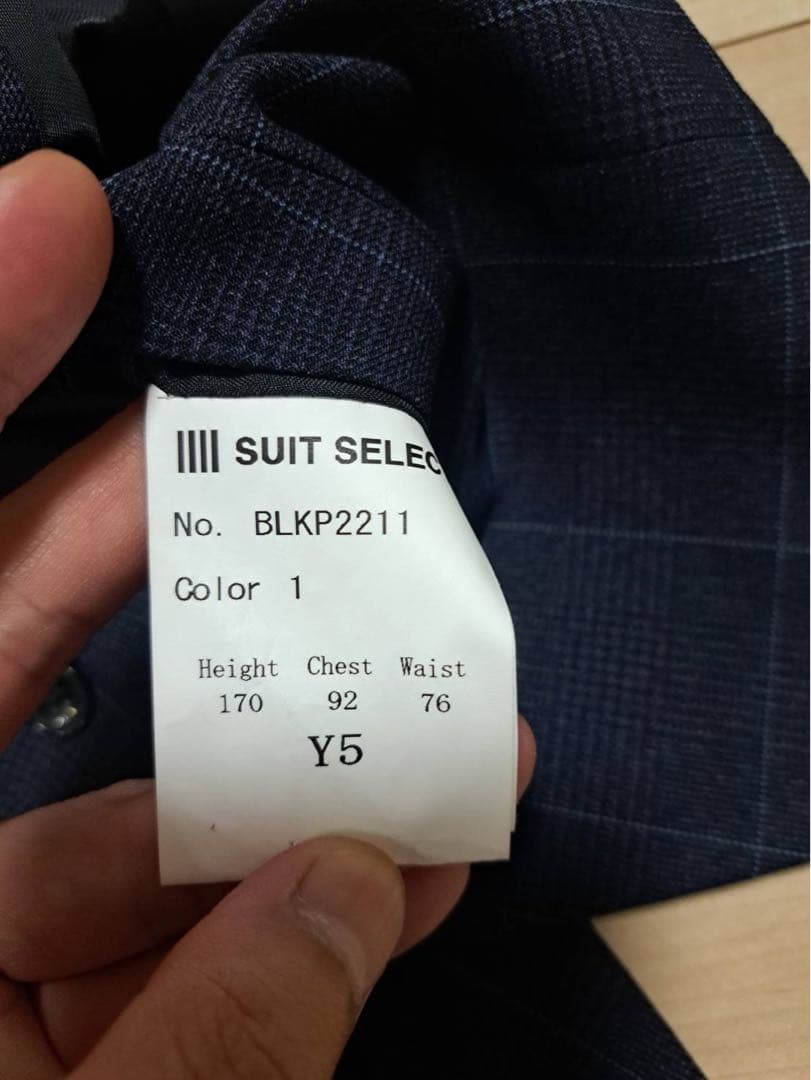 SUIT SELEC
No. BLKP2211
Color 1
Height Chest Waist
170 92 76
Y5